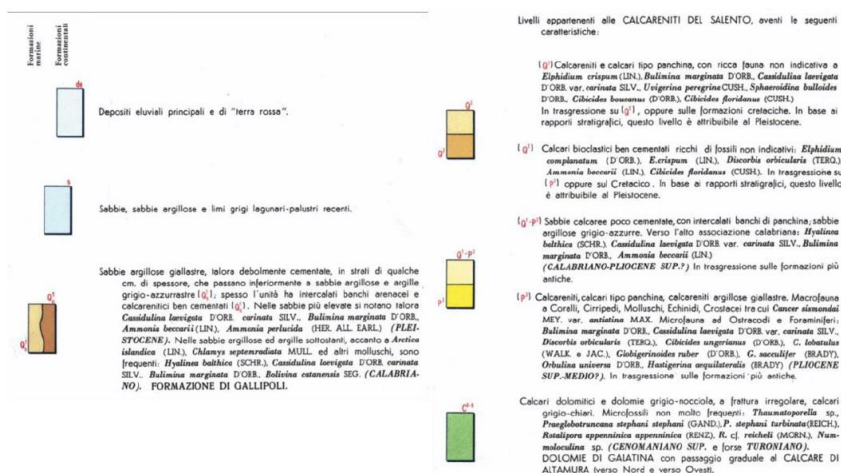 Formazioni
marine
Formazioni
continentali
de
Depositi eluviali principali e di "terra rossa".
s
Sabbie, sabbie argillose e limi grigi lagunari-palustri recenti.
Sabbie argillose giallastre, talora debolmente cementate, in strati di qualche
cm. di spessore, che passano inferiormente a sabbie argillose e argille
grigio-azzurrastre; spesso l'unità ha intercalati banchi arenacei e
calcarenitici ben cementati. Nelle sabbie più elevate si notano talora
Cassidulina laevigata D'ORB. carinata SILV., Bulimina marginata D'ORB.,
Ammonia beccarii (LIN.), Ammonia perlucida (HER. ALL. EARL.) (PLEI-
STOCENE). Nelle sabbie argillose ed argille sottostanti, accanto a Arctica
islandica (LIN.), Chlamys septemradiata MULL. ed altri molluschi, sono
frequenti: Hyalinea balthica (SCHR.), Cassidulina laevigata D'ORB. carinata
SILV., Bulimina marginata D'ORB., Bolivina catanensis SEG. (CALABRIA-
NO). FORMAZIONE DI GALLIPOLI.
Livelli appartenenti alle CALCARENITI DEL SALENTO, aventi le seguenti
caratteristiche:
Calcareniti e calcari tipo panchina, con ricca fauna non indicativa a
Elphidium crispum (LIN.), Bulimina marginata D'ORB., Cassidulina laevigata
D'ORB. var. carinata SILV., Uvigerina peregrina CUSH., Sphaeroidina bulloides
D'ORB., Cibicides boueanus (D'ORB.), Cibicides floridanus (CUSH.)
In trasgressione su, oppure sulle formazioni cretaciche. In base ai
rapporti stratigrafici, questo livello è attribuibile al Pleistocene.
Calcari bioclastici ben cementati ricchi di fossili non indicativi: Elphidium
complanatum (D'ORB.), E. crispum (LIN.), Discorbis orbicularis (TERQ.),
Ammonia beccarii (LIN.) Cibicides floridanus (CUSH.). In trasgressione su
oppure sul Cretacico. In base ai rapporti stratigrafici, questo livello
è attribuibile al Pleistocene.
Sabbie calcaree poco cementate, con intercalati banchi di panchina; sabbie
argillose grigio-azzurre. Verso l'alto associazione calabriana: Hyalinea
balthica (SCHR.), Cassidulina laevigata D'ORB. var. carinata SILV., Bulimina
marginata D'ORB., Ammonia beccarii (LIN.)
(CALABRIANO-PLIOCENE SUP.?) In trasgressione sulle formazioni più
antiche.
Calcareniti, calcari tipo panchina, calcareniti argillose giallastre. Macrofauna
a Coralli, Cirripedi, Molluschi, Echinidi, Crostacei tra cui Cancer sismondai
MEY. var. antiatina MAX. Microfauna ad Ostracodi e Foraminiferi:
Bulimina marginata D'ORB., Cassidulina laevigata D'ORB. var. carinata SILV.,
Discorbis orbicularis (TERQ.), Cibicides ungerianus (D'ORB.), C. lobatulus
(WALK. e JAC.), Globigerinoides ruber (D'ORB.), G. sacculifer (BRADY),
Orbulina universa D'ORB., Hastigerina aequilateralis (BRADY) (PLIOCENE
SUP.-MEDIO?). In trasgressione sulle formazioni più antiche.
Calcari dolomitici e dolomie grigio-nocciola, a frattura irregolare, calcari
grigio-chiari. Microfossili non molto frequenti: Thaumatoporella sp.,
Praeglobotruncana stephani stephani (GAND.), P. stephani turbinata (REICH.),
Rotalipora appenninica appenninica (RENZ), R. cf. reicheli (MORN.), Num-
moloculina sp. (CENOMANIANO SUP. e forse TURONIANO).
DOLOMIE DI GALATINA con passaggio graduale al CALCARE DI
ALTAMURA (verso Nord e verso Ovest).